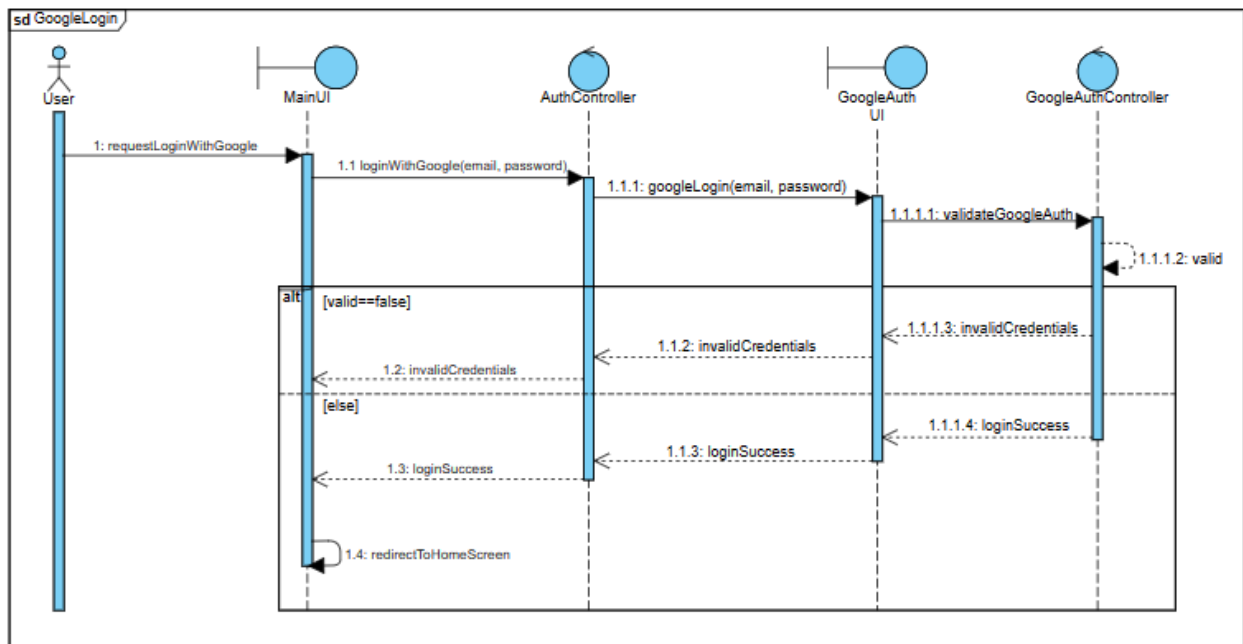 sd GoogleLogin
User
MainUI
AuthController
GoogleAuth
UI
GoogleAuthController
1: requestLoginWithGoogle
1.1 loginWithGoogle(email, password)
1.1.1: googleLogin(email, password)
1.1.1.1: validateGoogleAuth
1.1.1.2: valid
alt
[valid==false]
1.1.1.3: invalidCredentials
1.1.2: invalidCredentials
1.2: invalidCredentials
[else]
1.1.1.4: loginSuccess
1.1.3: loginSuccess
1.3: loginSuccess
1.4: redirectToHomeScreen